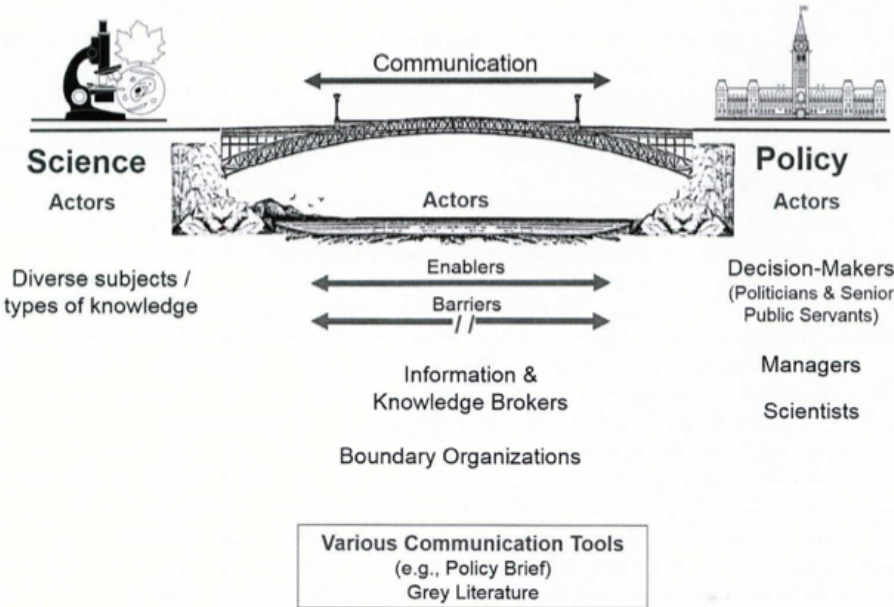 Communication
Science
Actors
Diverse subjects /
types of knowledge
Actors
Enablers
Barriers
Information &
Knowledge Brokers
Boundary Organizations
Policy
Actors
Decision-Makers
(Politicians & Senior
Public Servants)
Managers
Scientists
Various Communication Tools
(e.g., Policy Brief)
Grey Literature